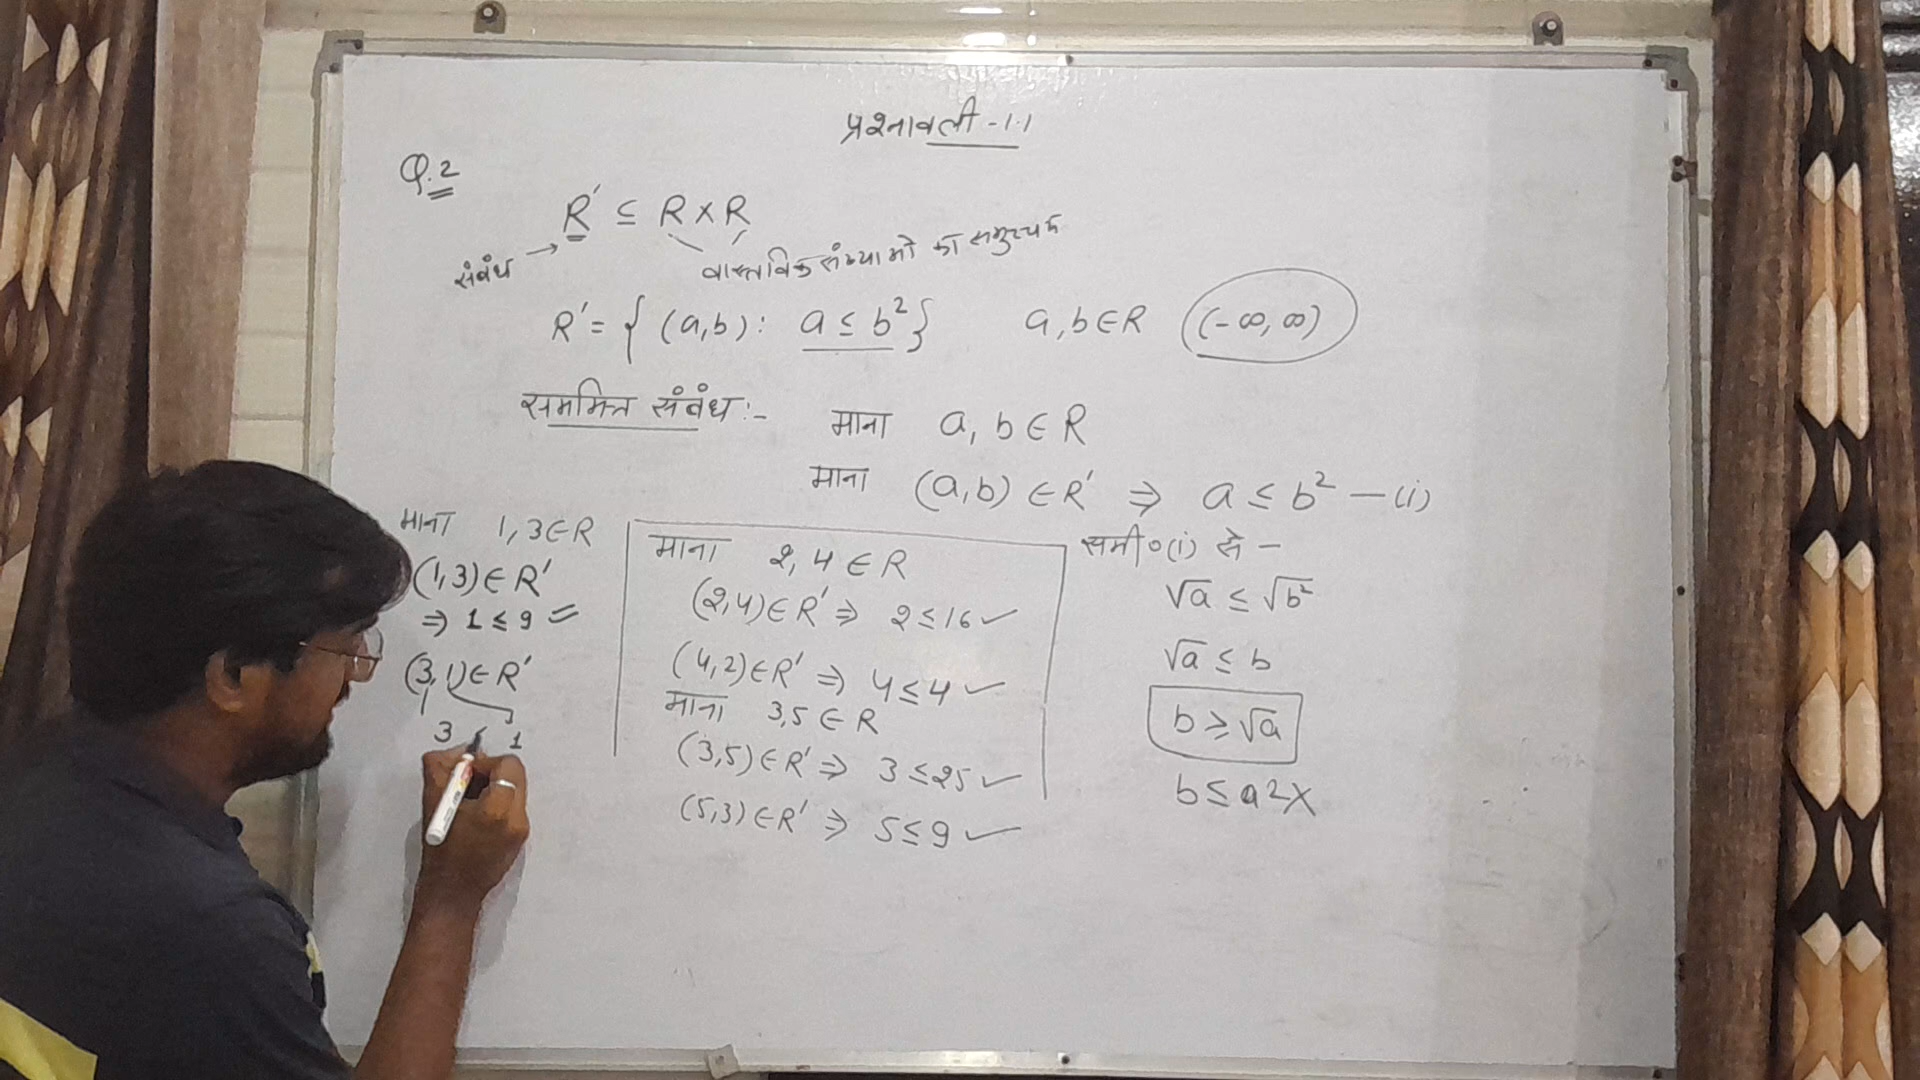 प्रश्नावली - 1.1
Q.2
R' ⊆ R × R
संबंध →
वास्तविक संख्याओ का समुच्चय
R' = { (a,b) : a ≤ b² } a, b ∈ R (-∞, ∞)
सममित संबंध :-
माना a, b ∈ R
माना (a,b) ∈ R' ⇒ a ≤ b² — (i)
माना 1, 3 ∈ R
(1,3) ∈ R'
⇒ 1 ≤ 9 =
(3,1) ∈ R'
3 1
माना 2, 4 ∈ R
(2,4) ∈ R' ⇒ 2 ≤ 16 ✓
(4,2) ∈ R' ⇒ 4 ≤ 4 ✓
माना 3,5 ∈ R
(3,5) ∈ R' ⇒ 3 ≤ 25 ✓
(5,3) ∈ R' ⇒ 5 ≤ 9 ✓
समी०(i) से -
√a ≤ √b²
√a ≤ b
b ≥ √a
b ≤ a2 X